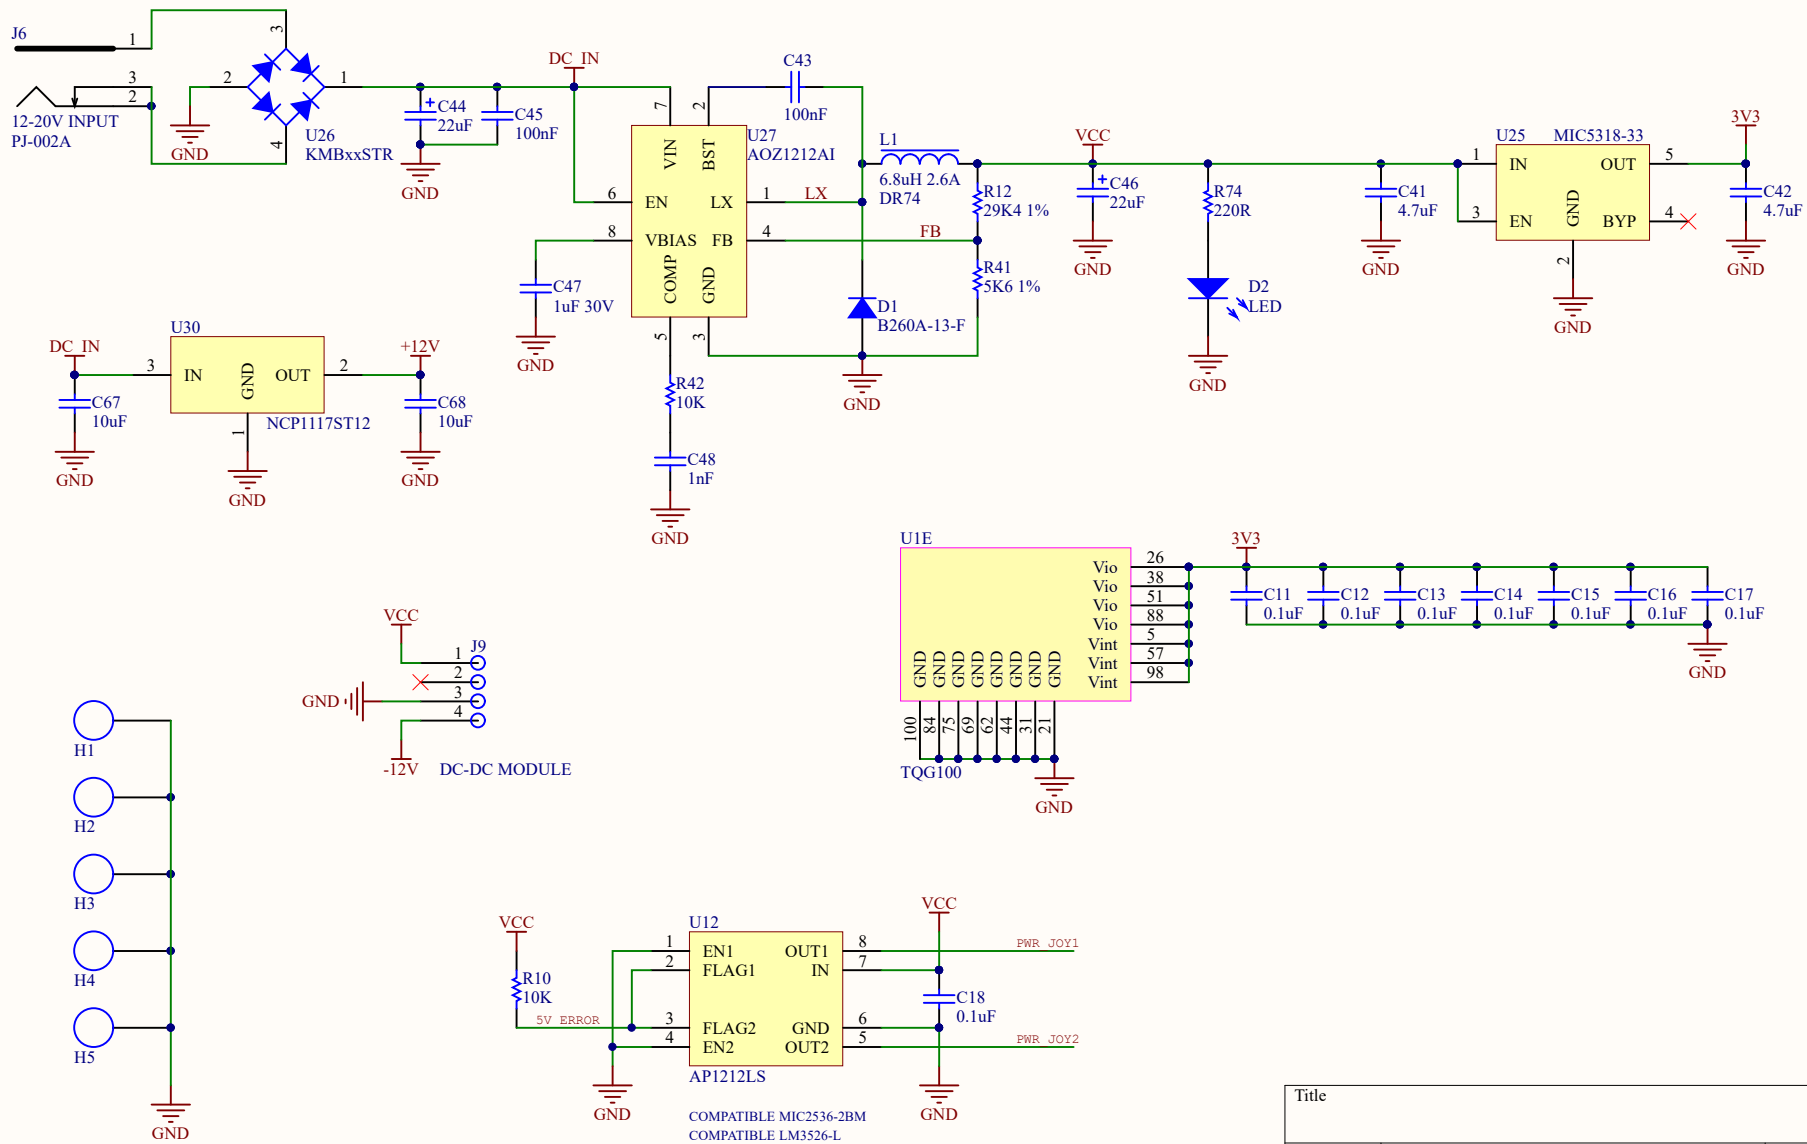 J6
1
3
2
12-20V INPUT
PJ-002A
3
2
1
4
GND
U26
KMBxxSTR
C44
22uF
C45
100nF
GND
DC_IN
7
2
C43
100nF
U27
AOZ1212AI
VIN
BST
6
EN
LX
1
LX
8
VBIAS
FB
4
FB
COMP
GND
5
3
C47
1uF 30V
GND
L1
6.8uH 2.6A
DR74
R12
29K4 1%
R41
5K6 1%
D1
B260A-13-F
GND
R42
10K
C48
1nF
GND
VCC
C46
22uF
GND
R74
220R
D2
LED
GND
C41
4.7uF
GND
U25
MIC5318-33
1
IN
OUT
5
3
EN
BYP
4
GND
2
GND
3V3
C42
4.7uF
GND
DC_IN
U30
3
IN
GND
OUT
2
1
NCP1117ST12
+12V
C67
10uF
GND
GND
C68
10uF
GND
U1E
Vio
26
Vio
38
Vio
51
Vio
88
Vint
5
Vint
57
Vint
98
GND
GND
GND
GND
GND
GND
GND
GND
100
84
75
69
62
44
31
21
TQG100
GND
3V3
C11
0.1uF
C12
0.1uF
C13
0.1uF
C14
0.1uF
C15
0.1uF
C16
0.1uF
C17
0.1uF
GND
VCC
J9
1
2
3
4
GND
-12V
DC-DC MODULE
H1
H2
H3
H4
H5
GND
VCC
R10
10K
5V ERROR
U12
1
EN1
OUT1
8
PWR JOY1
2
FLAG1
IN
7
3
FLAG2
GND
6
4
EN2
OUT2
5
PWR JOY2
AP1212LS
GND
VCC
C18
0.1uF
GND
COMPATIBLE MIC2536-2BM
COMPATIBLE LM3526-L
Title